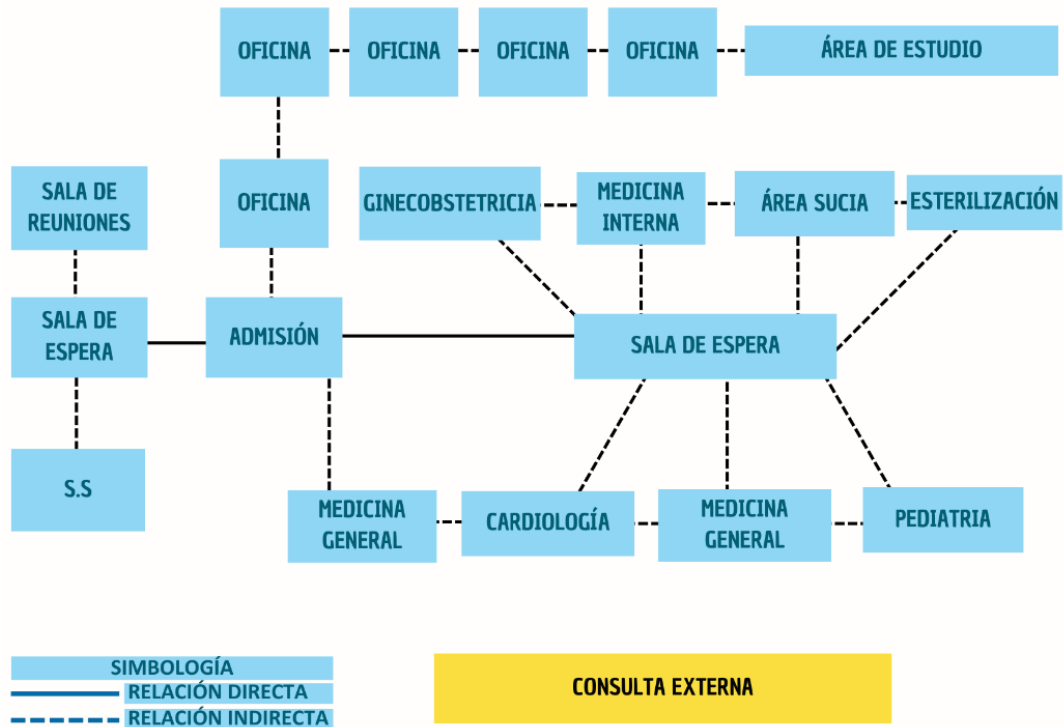 OFICINA
OFICINA
OFICINA
OFICINA
ÁREA DE ESTUDIO
SALA DE
REUNIONES
OFICINA
GINECOBSTETRICIA
MEDICINA
INTERNA
ÁREA SUCIA
ESTERILIZACIÓN
SALA DE
ESPERA
ADMISIÓN
SALA DE ESPERA
S.S
MEDICINA
GENERAL
CARDIOLOGÍA
MEDICINA
GENERAL
PEDIATRIA
SIMBOLOGÍA
RELACIÓN DIRECTA
RELACIÓN INDIRECTA
CONSULTA EXTERNA